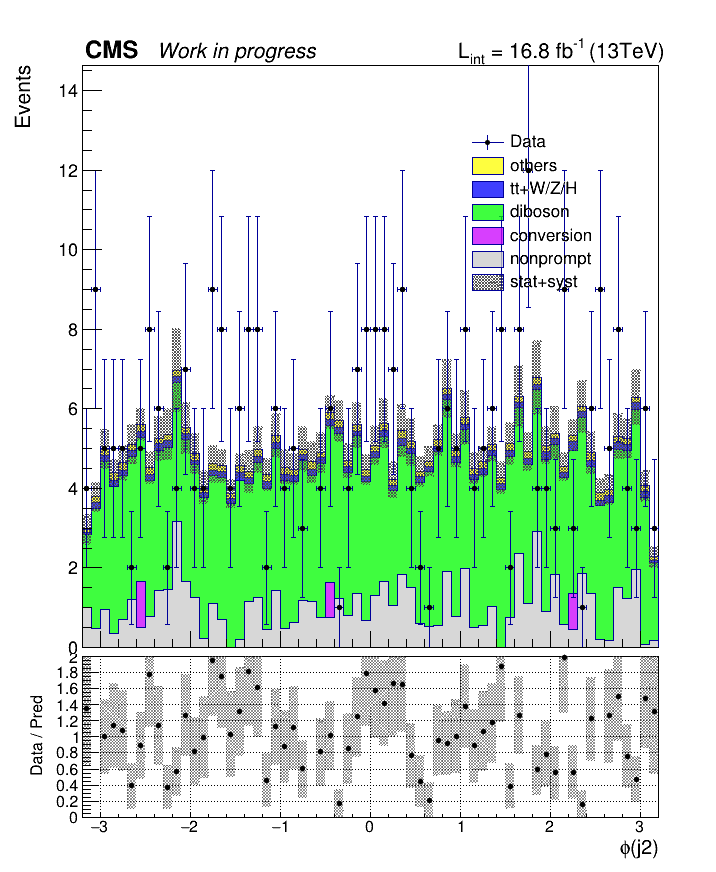 CMS Work in progress L_int = 16.8 fb^-1 (13TeV)
Events
14
12
10
8
6
4
2
0
Data
others
tt+W/Z/H
diboson
conversion
nonprompt
stat+syst
Data / Pred
2
1.8
1.6
1.4
1.2
1
0.8
0.6
0.4
0.2
0
−3 −2 −1 0 1 2 3
ϕ(j2)